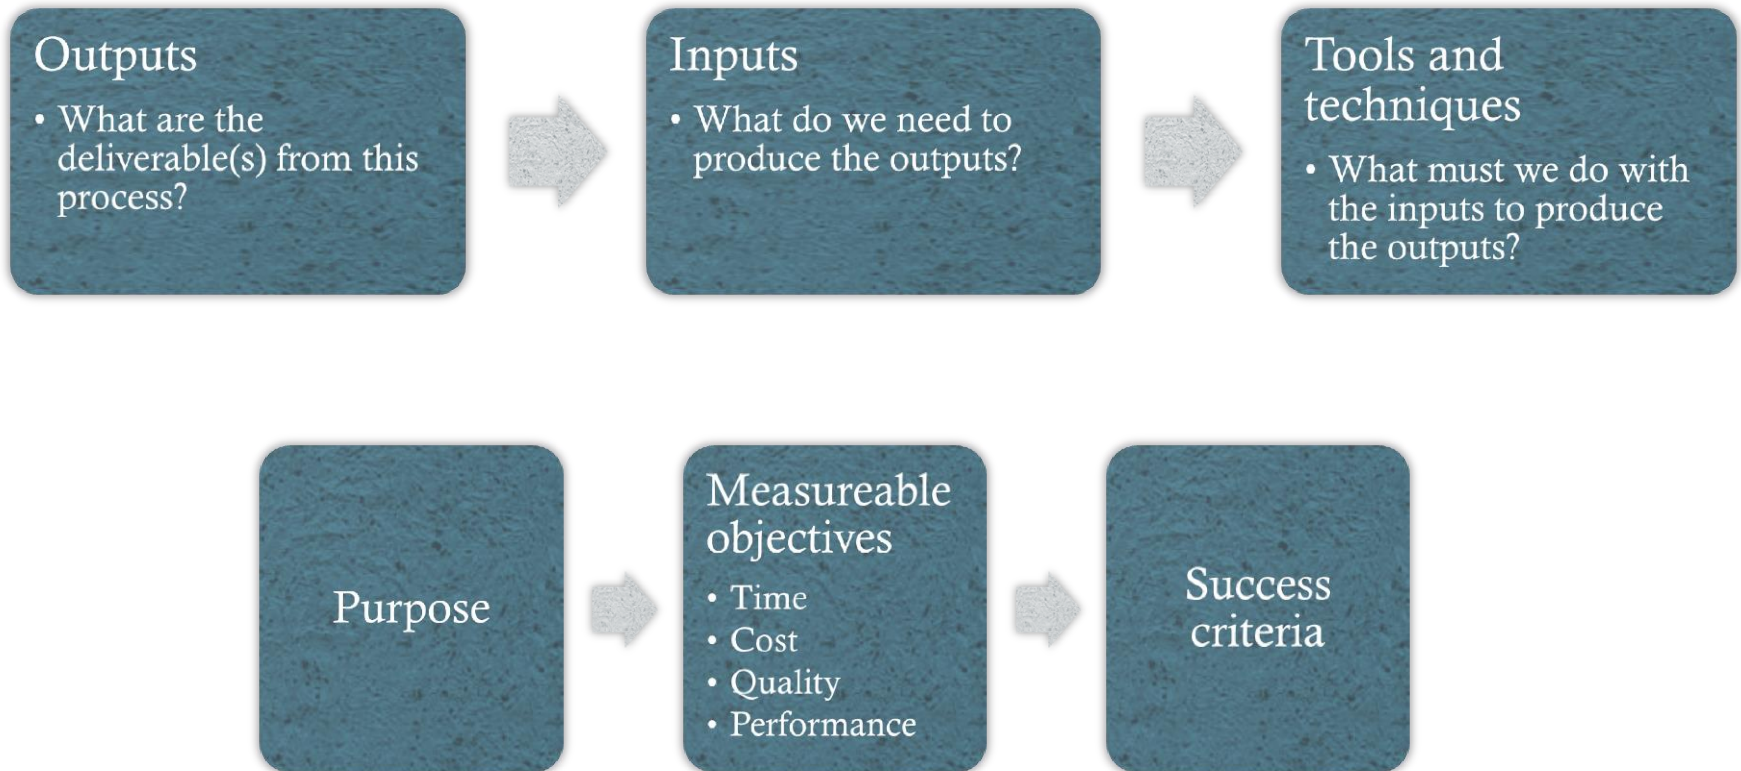 Outputs
• What are the
deliverable(s) from this
process?
Inputs
• What do we need to
produce the outputs?
Tools and
techniques
• What must we do with
the inputs to produce
the outputs?
Purpose
Measureable
objectives
• Time
• Cost
• Quality
• Performance
Success
criteria